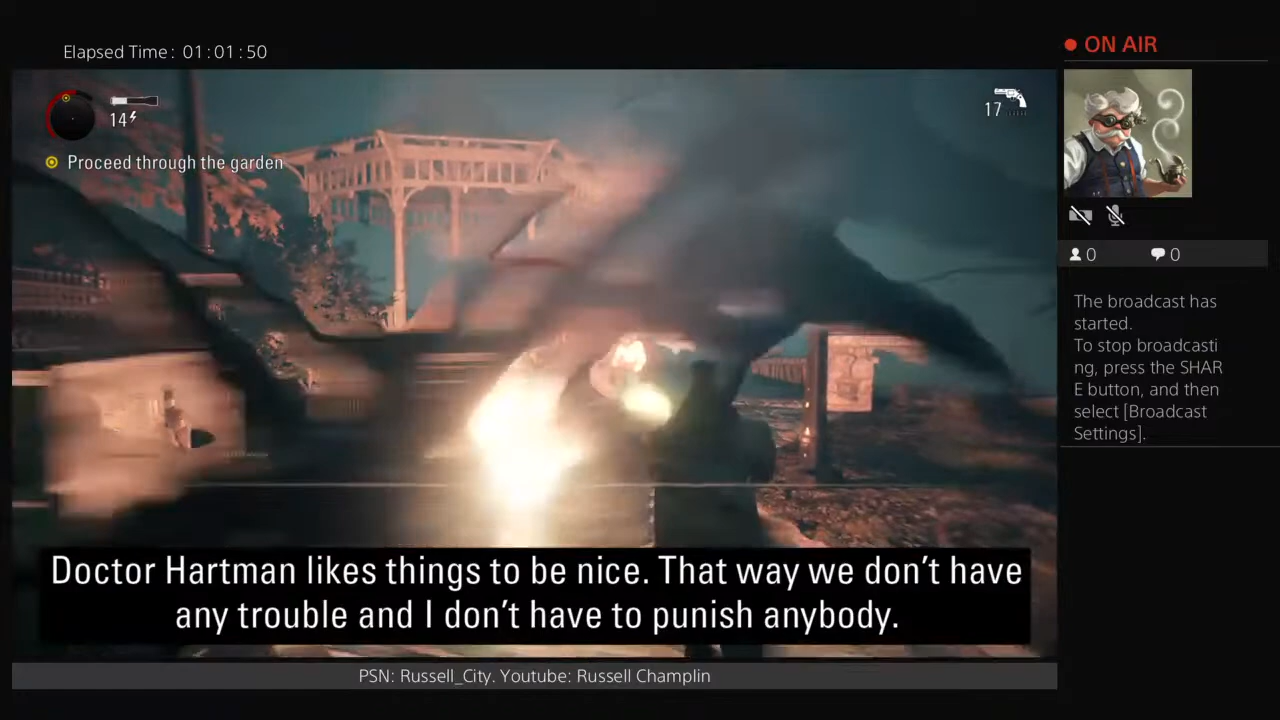 Elapsed Time: 01:01:50
ON AIR
14
17
Proceed through the garden
0
0
The broadcast has
started.
To stop broadcasti
ng, press the SHAR
E button, and then
select [Broadcast
Settings].
Doctor Hartman likes things to be nice. That way we don't have
any trouble and I don't have to punish anybody.
PSN: Russell_City. Youtube: Russell Champlin